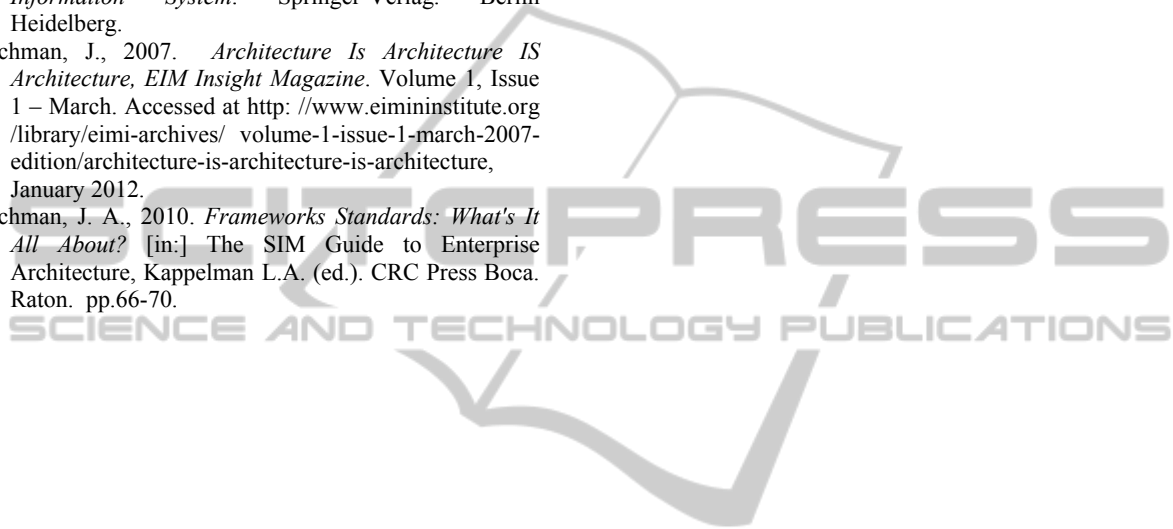 Information System. Springer-Verlag. Berlin
Heidelberg.
chman, J., 2007. Architecture Is Architecture IS
Architecture, EIM Insight Magazine. Volume 1, Issue
1 – March. Accessed at http: //www.eimininstitute.org
/library/eimi-archives/ volume-1-issue-1-march-2007-
edition/architecture-is-architecture-is-architecture,
January 2012.
chman, J. A., 2010. Frameworks Standards: What's It
All About? [in:] The SIM Guide to Enterprise
Architecture, Kappelman L.A. (ed.). CRC Press Boca.
Raton. pp.66-70.
SCITEPRESS
SCIENCE AND TECHNOLOGY PUBLICATIONS